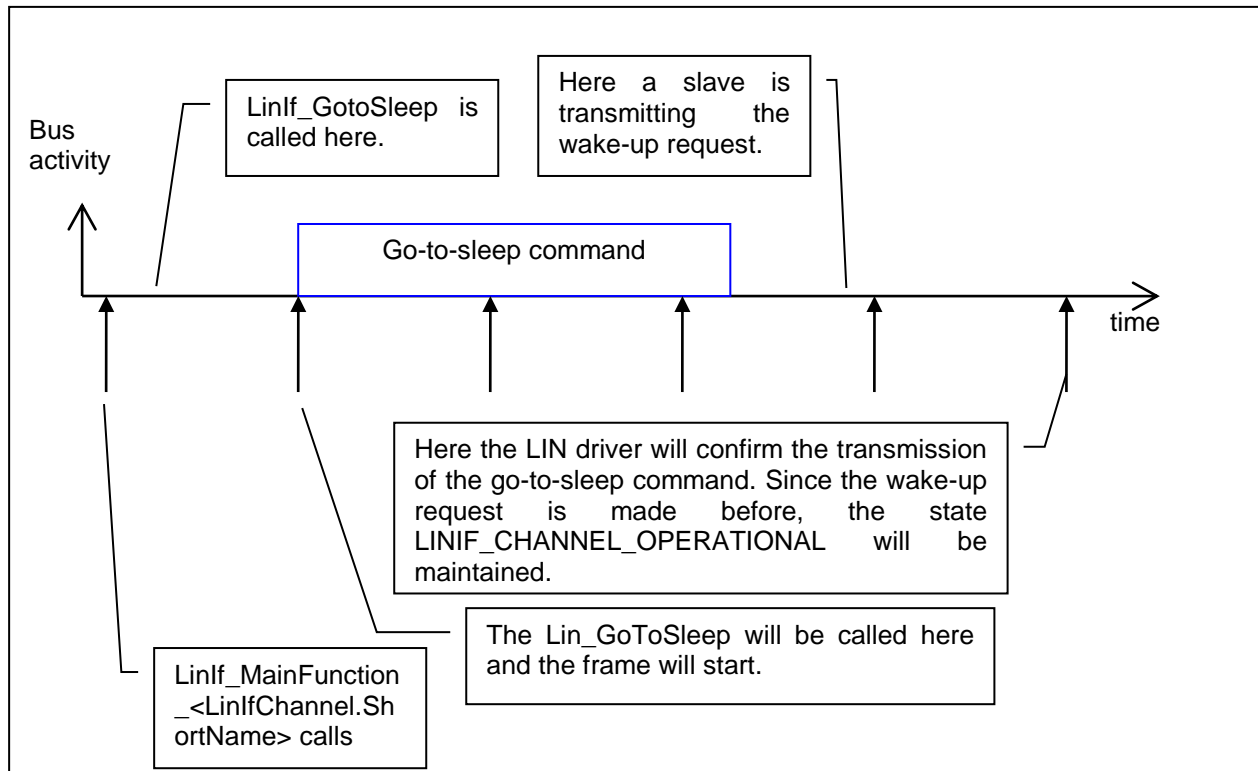 LinIf_GotoSleep is
called here.
Here a slave is
transmitting the
wake-up request.
Bus
activity
Go-to-sleep command
time
Here the LIN driver will confirm the transmission
of the go-to-sleep command. Since the wake-up
request is made before, the state
LINIF_CHANNEL_OPERATIONAL will be
maintained.
The Lin_GoToSleep will be called here
and the frame will start.
LinIf_MainFunction
_<LinIfChannel.Sh
ortName> calls